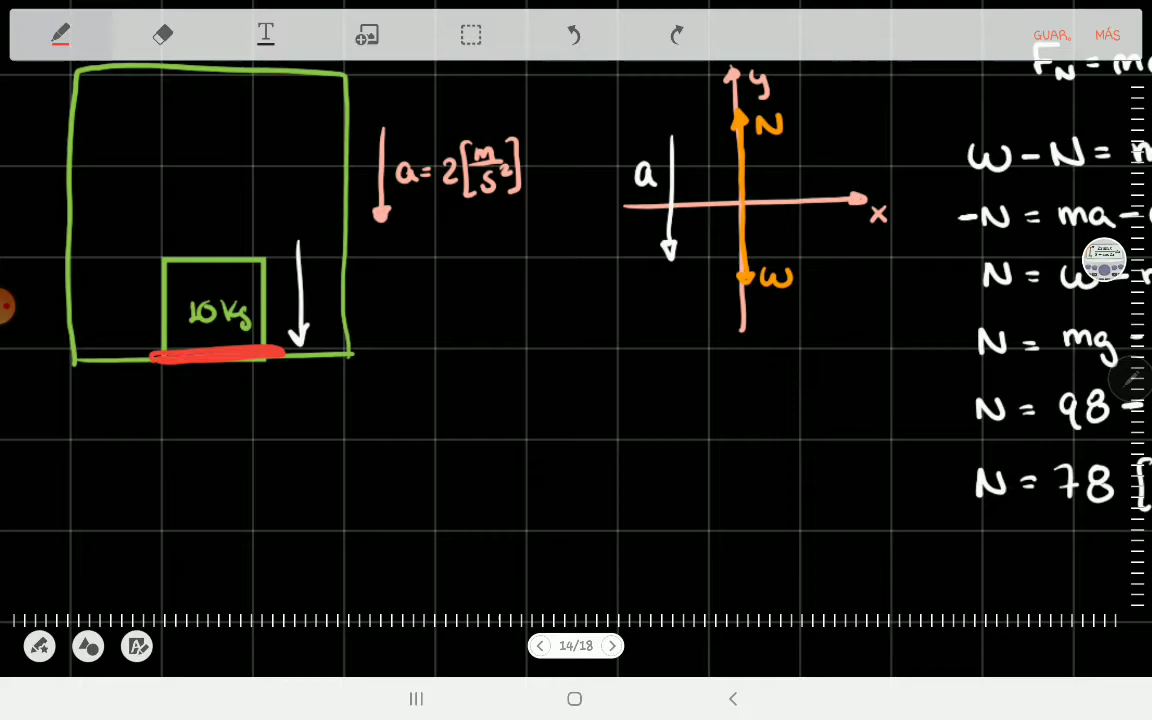 T
GUAR. MÁS
y
N
a = 2 [m/s²]
a
x
10 Kg
W
W - N =
-N = ma -
N = W -
N = mg -
N = 98 -
N = 78 [
14/18